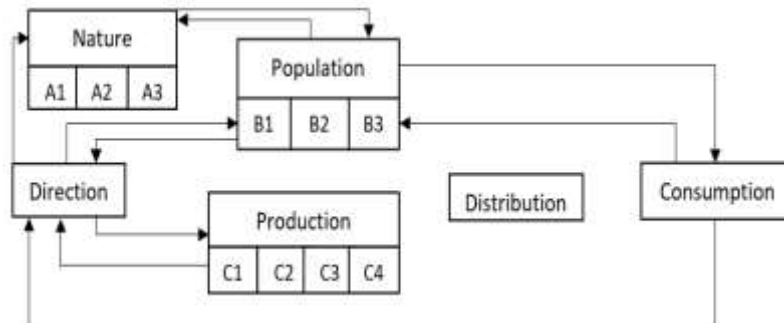 Nature
A1 A2 A3
Population
B1 B2 B3
Direction
Production
C1 C2 C3 C4
Distribution
Consumption